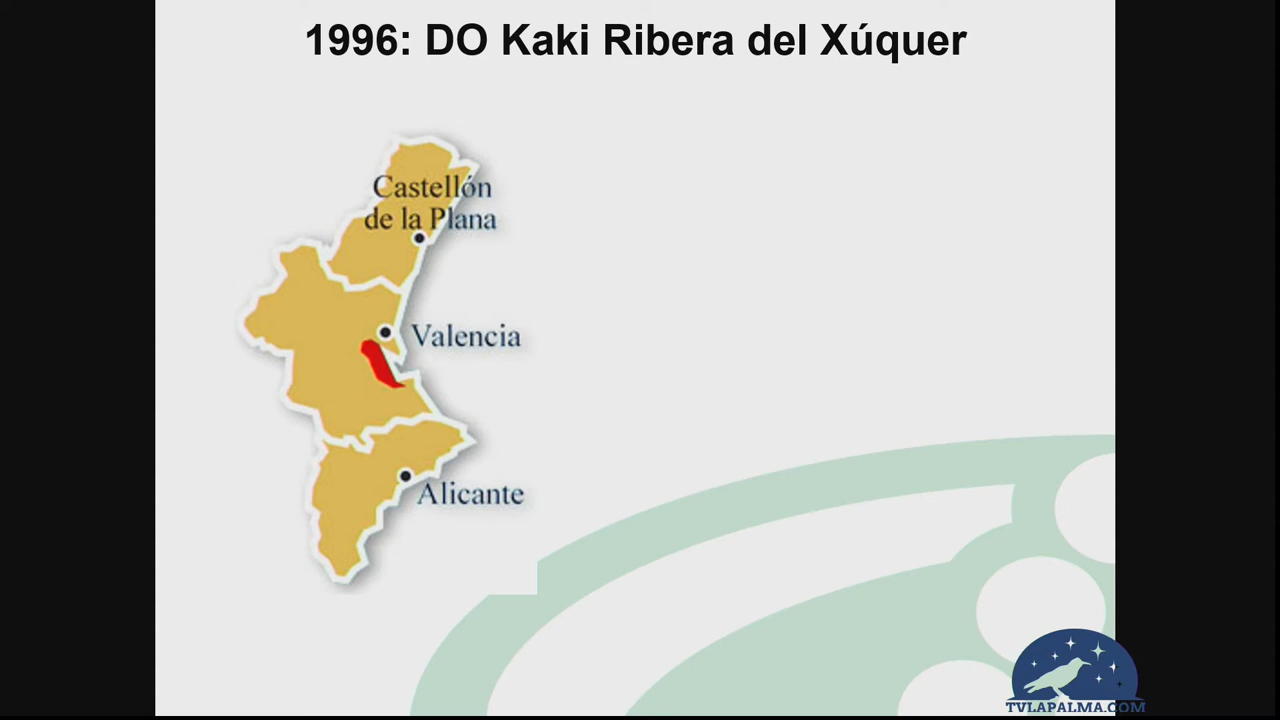 1996: DO Kaki Ribera del Xúquer
Castellón
de la Plana
Valencia
Alicante
TVLAPALMA.COM